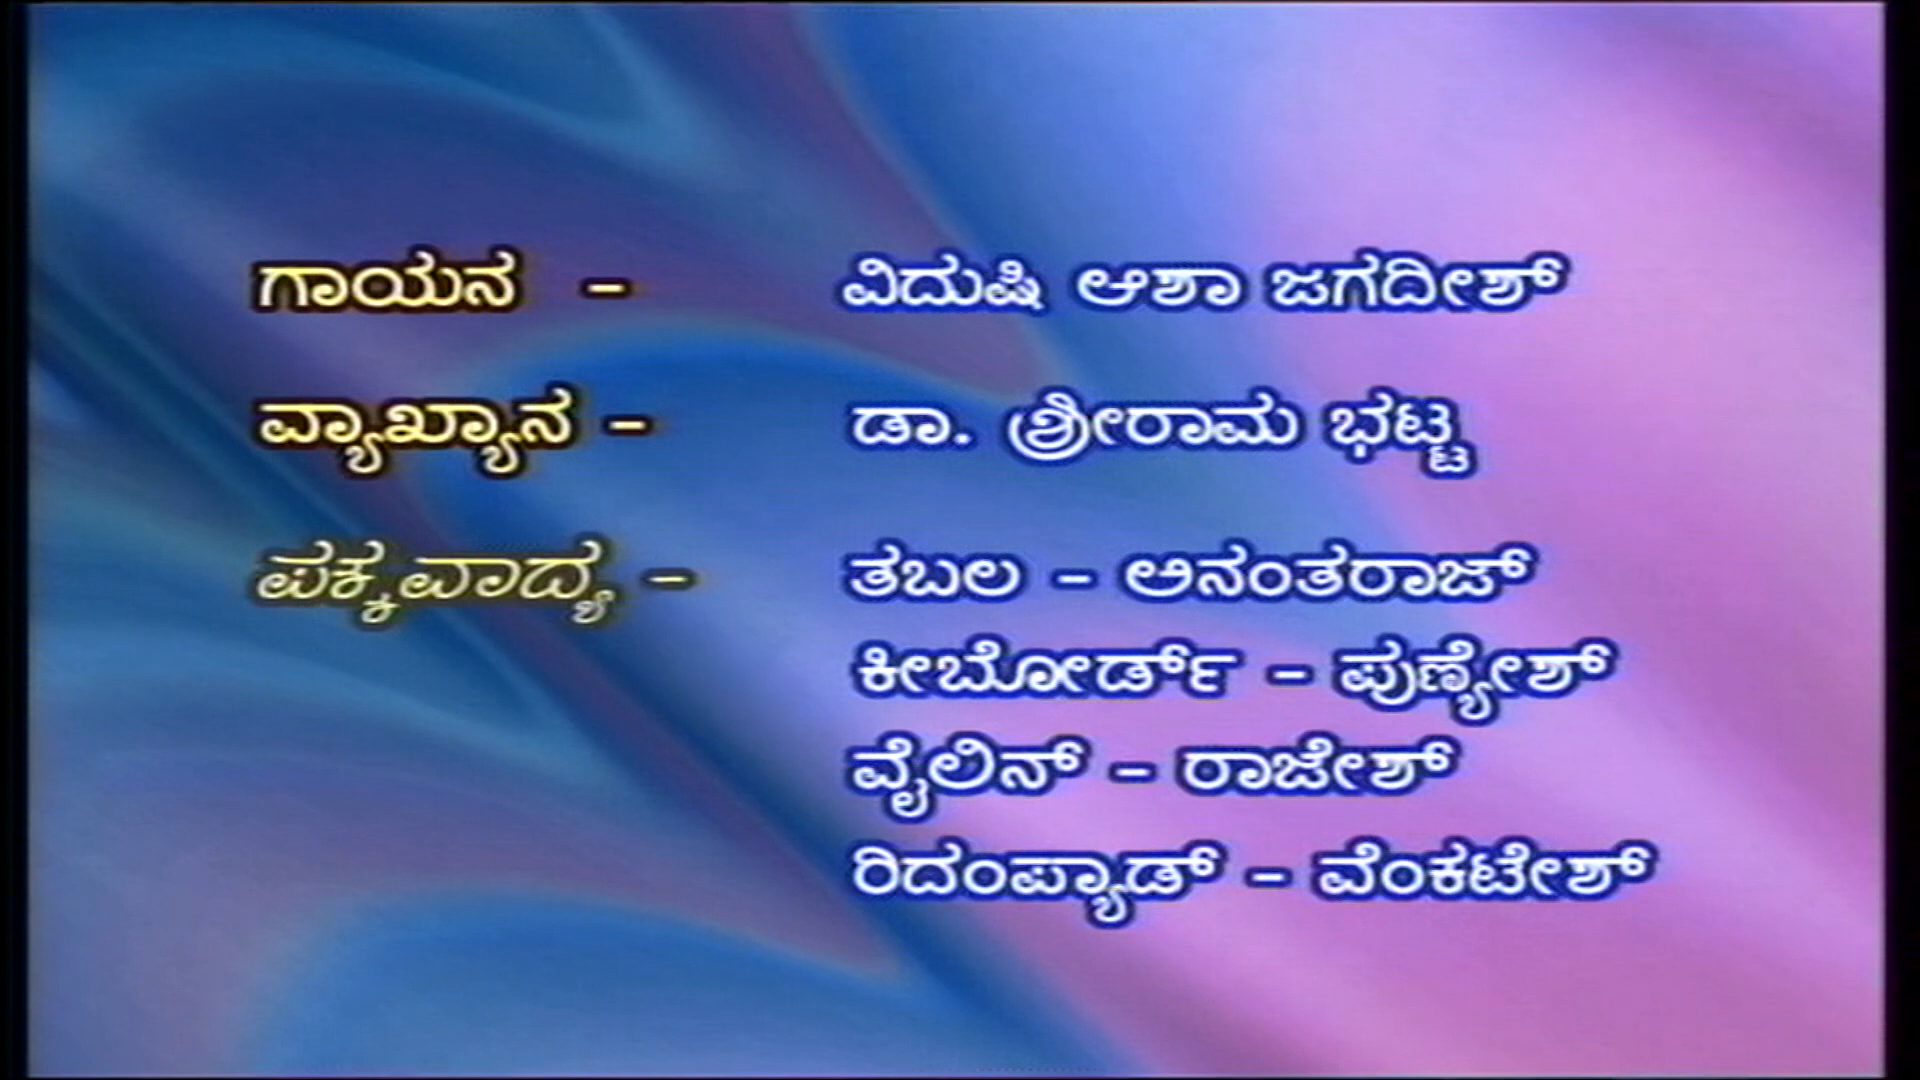 ಗಾಯನ - ವಿದುಷಿ ಆಶಾ ಜಗದೀಶ್
ವ್ಯಾಖ್ಯಾನ - ಡಾ. ಶ್ರೀರಾಮ ಭಟ್ಟ
ಪಕ್ಕವಾದ್ಯ - ತಬಲ - ಅನಂತರಾಜ್
ಕೀಬೋರ್ಡ್ - ಪುಣ್ಯೇಶ್
ವೈಲಿನ್ - ರಾಜೇಶ್
ರಿದಂಪ್ಯಾಡ್ - ವೆಂಕಟೇಶ್